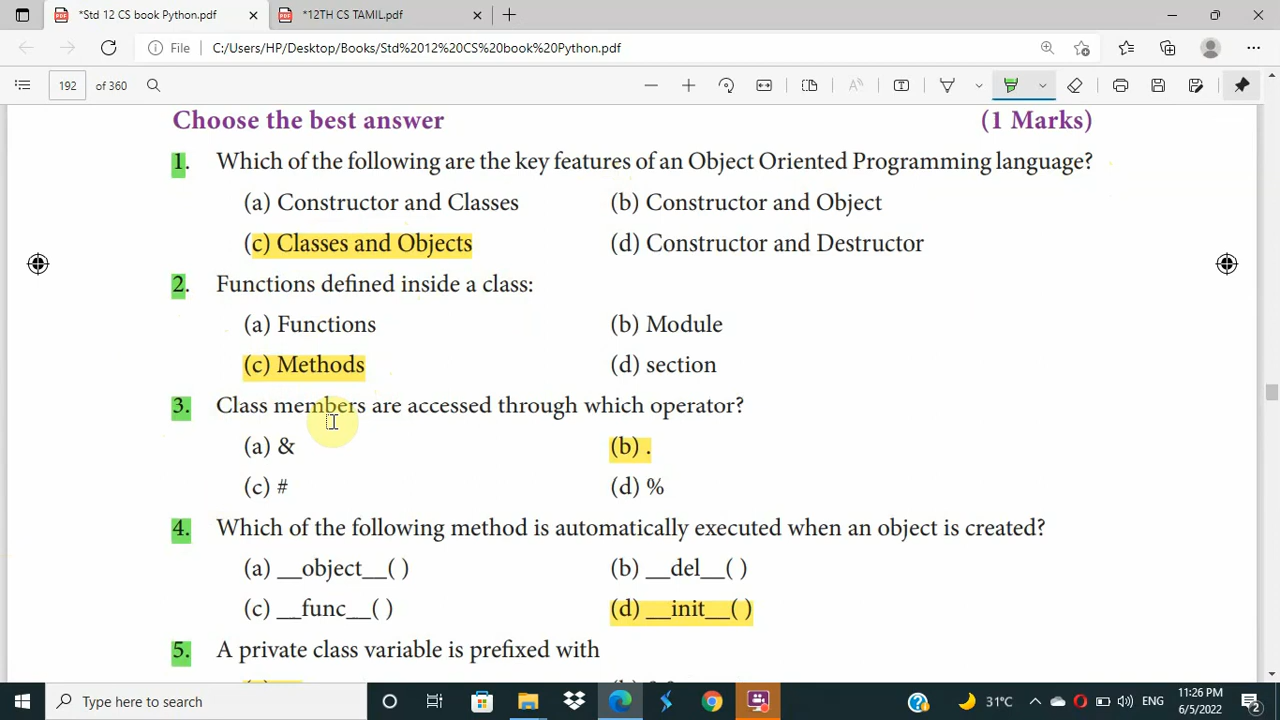 *Std 12 CS book Python.pdf
*12TH CS TAMIL.pdf
File
C:/Users/HP/Desktop/Books/Std%2012%20CS%20book%20Python.pdf
192 of 360
Choose the best answer (1 Marks)
1. Which of the following are the key features of an Object Oriented Programming language?
(a) Constructor and Classes (b) Constructor and Object
(c) Classes and Objects (d) Constructor and Destructor
2. Functions defined inside a class:
(a) Functions (b) Module
(c) Methods (d) section
3. Class members are accessed through which operator?
(a) & (b) .
(c) # (d) %
4. Which of the following method is automatically executed when an object is created?
(a) __object__( ) (b) __del__( )
(c) __func__( ) (d) __init__( )
5. A private class variable is prefixed with
Type here to search
31°C
ENG
11:26 PM
6/5/2022
2